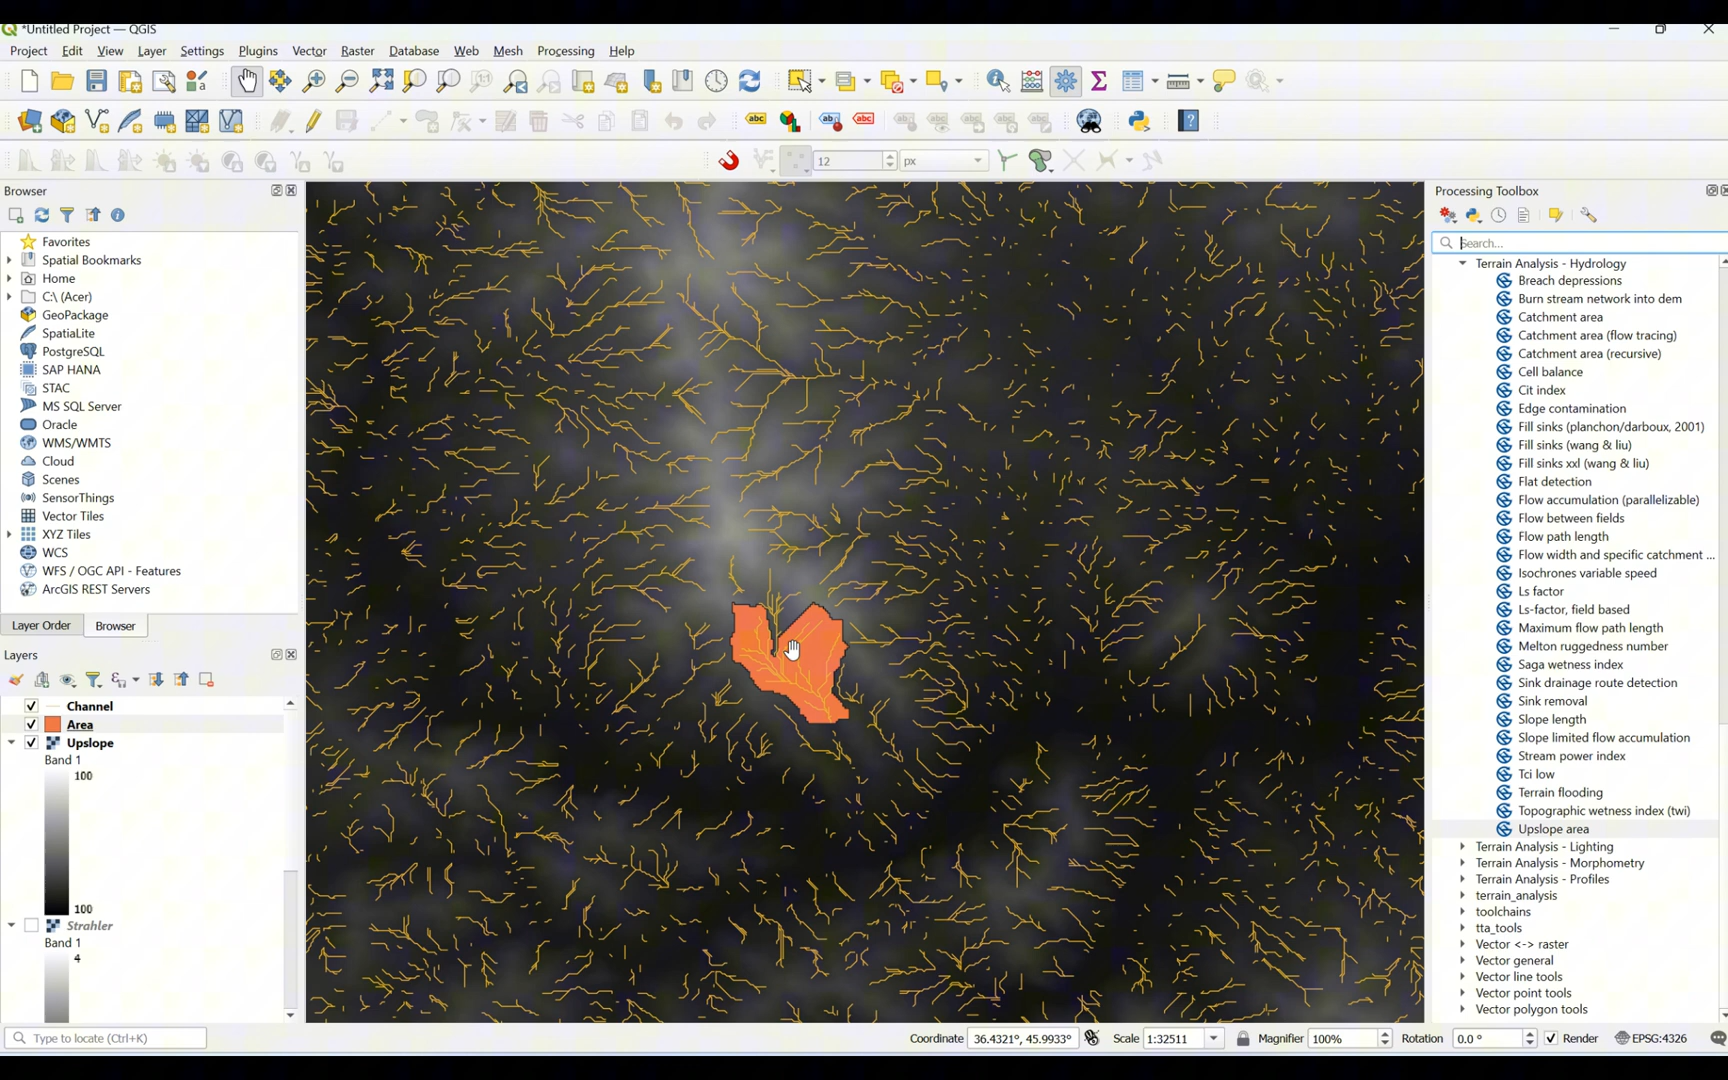 *Untitled Project — QGIS
Project Edit View Layer Settings Plugins Vector Raster Database Web Mesh Processing Help
12 px
Browser
Favorites
Spatial Bookmarks
Home
C:\ (Acer)
GeoPackage
SpatiaLite
PostgreSQL
SAP HANA
STAC
MS SQL Server
Oracle
WMS/WMTS
Cloud
Scenes
SensorThings
Vector Tiles
XYZ Tiles
WCS
WFS / OGC API - Features
ArcGIS REST Servers
Layer Order Browser
Layers
Channel
Area
Upslope
Band 1
100
100
Strahler
Band 1
4
Processing Toolbox
Search...
Terrain Analysis - Hydrology
Breach depressions
Burn stream network into dem
Catchment area
Catchment area (flow tracing)
Catchment area (recursive)
Cell balance
Cit index
Edge contamination
Fill sinks (planchon/darboux, 2001)
Fill sinks (wang & liu)
Fill sinks xxl (wang & liu)
Flat detection
Flow accumulation (parallelizable)
Flow between fields
Flow path length
Flow width and specific catchment ...
Isochrones variable speed
Ls factor
Ls-factor, field based
Maximum flow path length
Melton ruggedness number
Saga wetness index
Sink drainage route detection
Sink removal
Slope length
Slope limited flow accumulation
Stream power index
Tci low
Terrain flooding
Topographic wetness index (twi)
Upslope area
Terrain Analysis - Lighting
Terrain Analysis - Morphometry
Terrain Analysis - Profiles
terrain_analysis
toolchains
tta_tools
Vector <-> raster
Vector general
Vector line tools
Vector point tools
Vector polygon tools
Type to locate (Ctrl+K) Coordinate 36.4321°, 45.9933° Scale 1:32511 Magnifier 100% Rotation 0.0 ° Render EPSG:4326